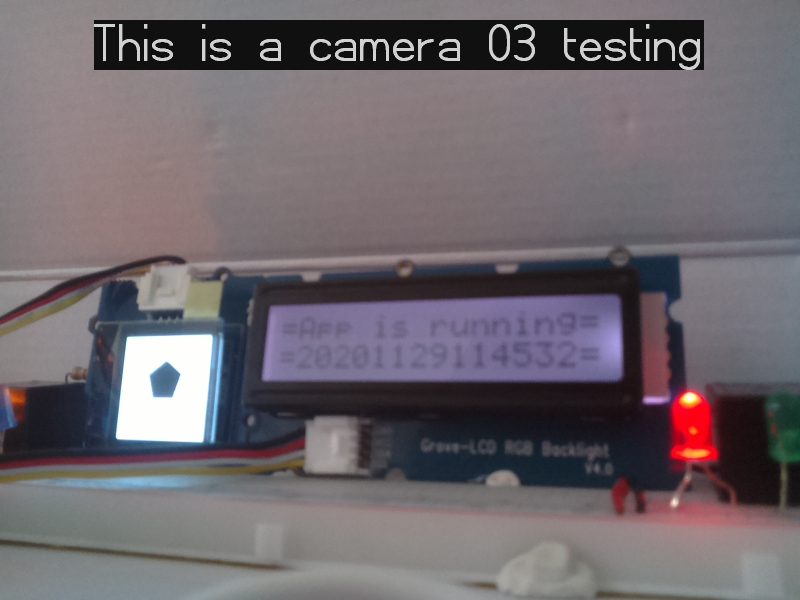 This is a camera 03 testing
=App is running=
=20201129114532=
Grove-LCD RGB Backlight
V4.0